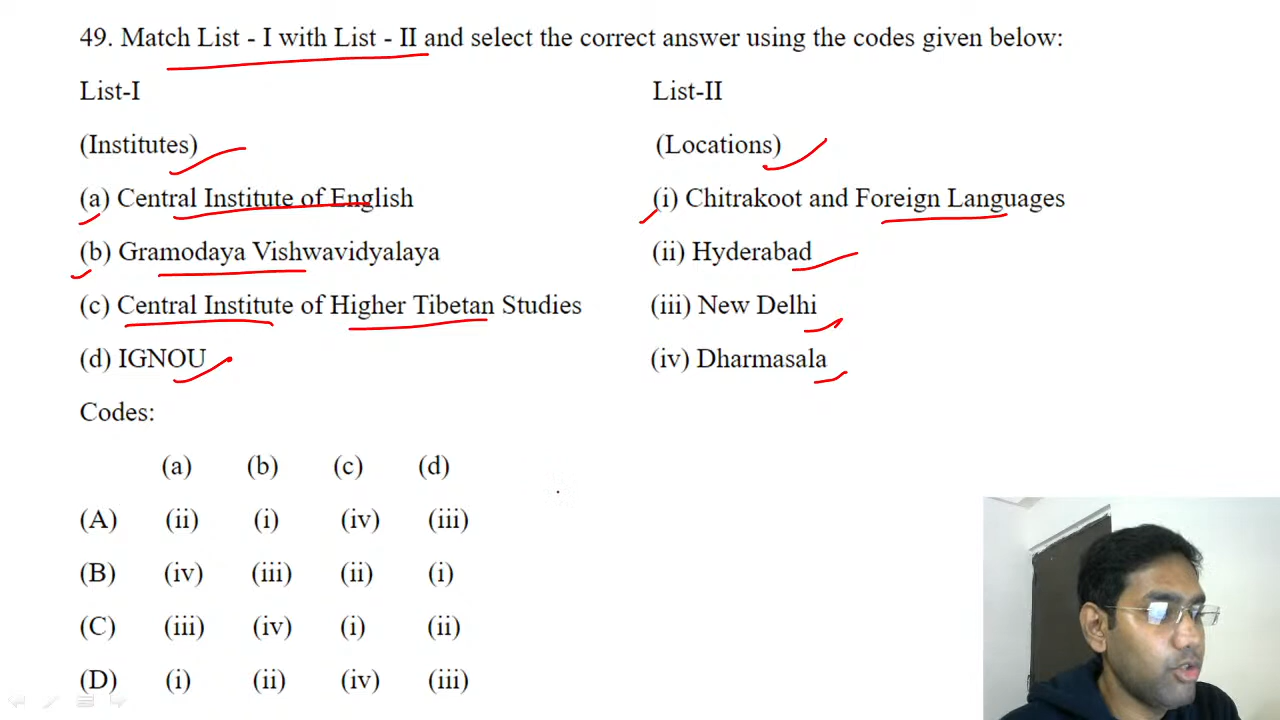 49. Match List - I with List - II and select the correct answer using the codes given below:
List-I List-II
(Institutes) (Locations)
(a) Central Institute of English (i) Chitrakoot and Foreign Languages
(b) Gramodaya Vishwavidyalaya (ii) Hyderabad
(c) Central Institute of Higher Tibetan Studies (iii) New Delhi
(d) IGNOU (iv) Dharmasala
Codes:
(a) (b) (c) (d)
(A) (ii) (i) (iv) (iii)
(B) (iv) (iii) (ii) (i)
(C) (iii) (iv) (i) (ii)
(D) (i) (ii) (iv) (iii)